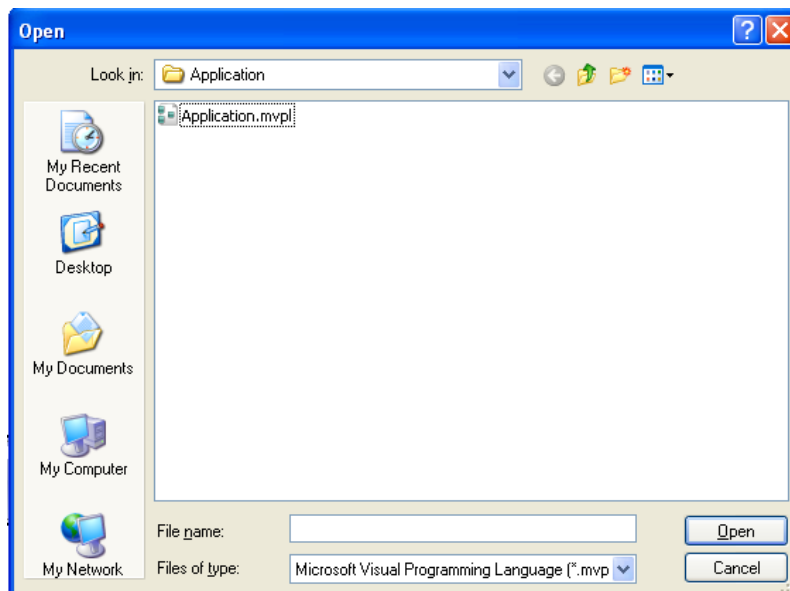 Open
Look in: Application
Application.mvpl
My Recent
Documents
Desktop
My Documents
My Computer
My Network
File name:
Open
Files of type: Microsoft Visual Programming Language (*.mvp
Cancel